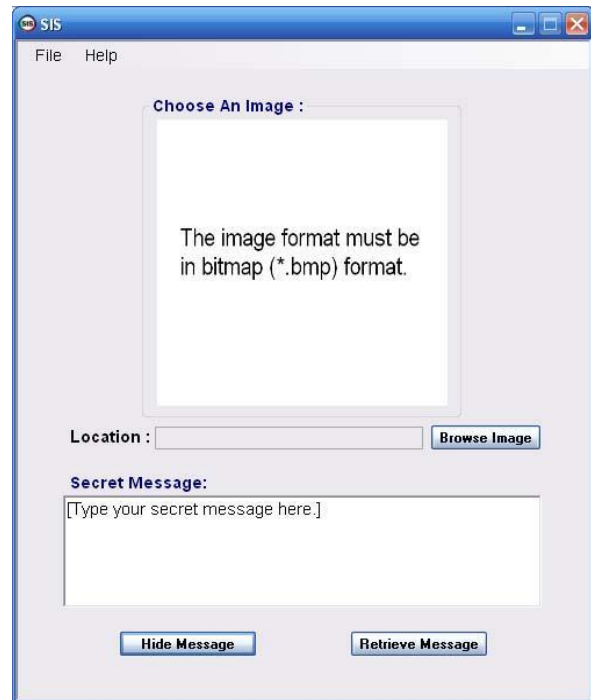 SIS
File Help
Choose An Image :
The image format must be
in bitmap (*.bmp) format.
Location :
Browse Image
Secret Message:
[Type your secret message here.]
Hide Message Retrieve Message